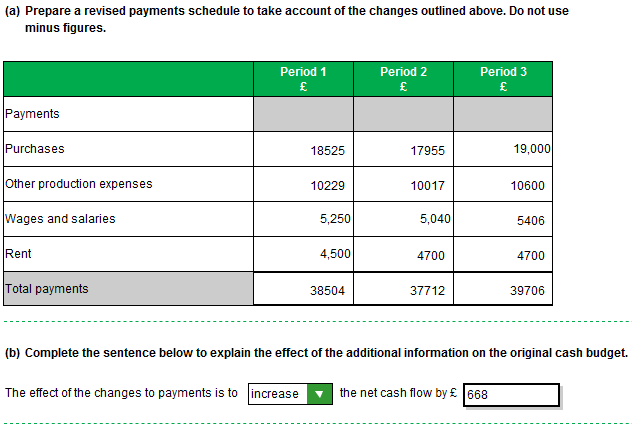 (a) Prepare a revised payments schedule to take account of the changes outlined above. Do not use
minus figures.
Period 1 Period 2 Period 3
£ £ £
Payments
Purchases 18525 17955 19,000
Other production expenses 10229 10017 10600
Wages and salaries 5,250 5,040 5406
Rent 4,500 4700 4700
Total payments 38504 37712 39706
(b) Complete the sentence below to explain the effect of the additional information on the original cash budget.
The effect of the changes to payments is to increase the net cash flow by £ 668